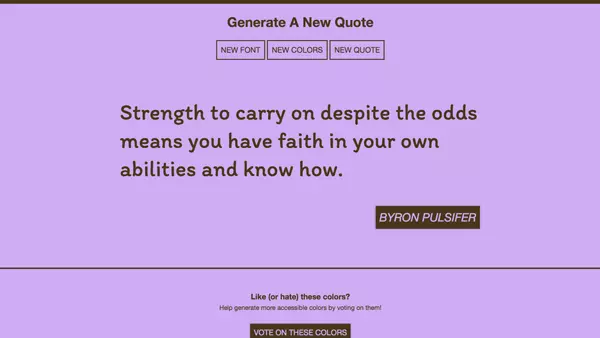 Generate A New Quote
NEW FONT NEW COLORS NEW QUOTE
Strength to carry on despite the odds
means you have faith in your own
abilities and know how.
BYRON PULSIFER
Like (or hate) these colors?
Help generate more accessible colors by voting on them!
VOTE ON THESE COLORS